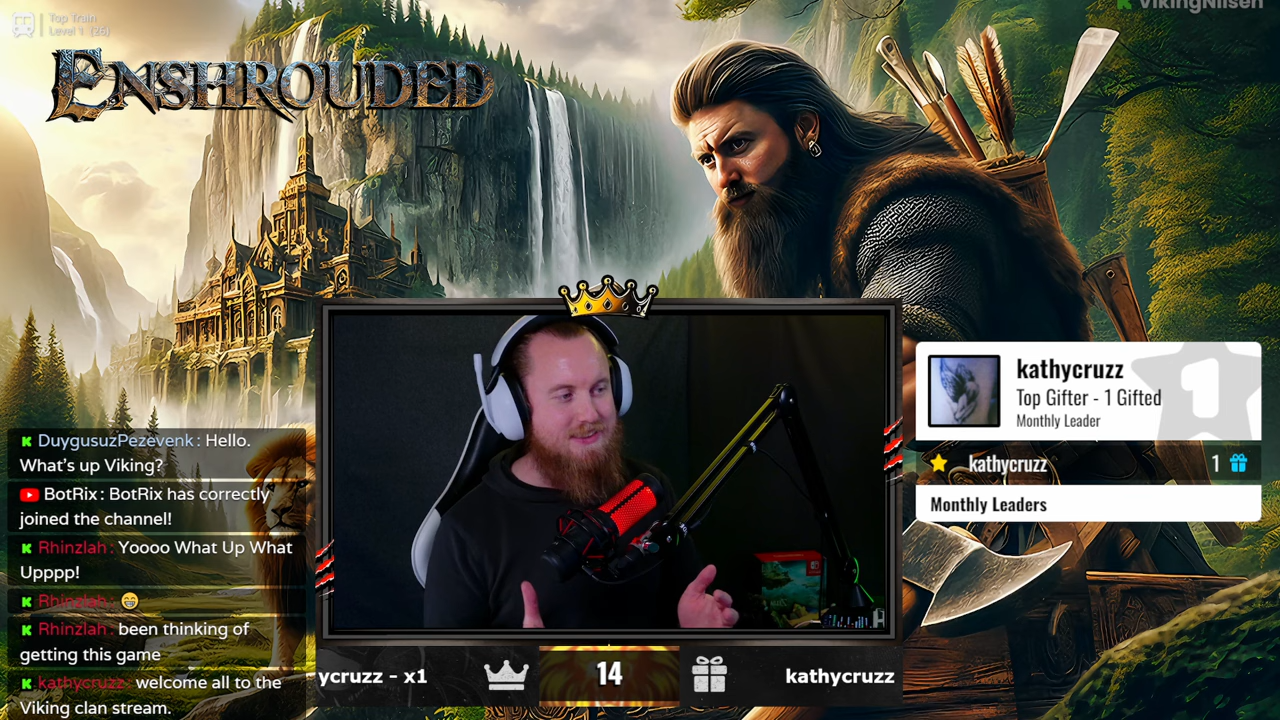 Top Train
Level 1 (26)
VikingNilsen
ENSHROUDED
kathycruzz
Top Gifter - 1 Gifted
Monthly Leader
1
kathycruzz
1
Monthly Leaders
DuygusuzPezevenk : Hello.
What's up Viking?
BotRix : BotRix has correctly
joined the channel!
Rhinzlah : Yoooo What Up What
Upppp!
Rhinzlah : 😁
Rhinzlah : been thinking of
getting this game
kathycruzz : welcome all to the
Viking clan stream.
ycruzz - x1
14
kathycruzz